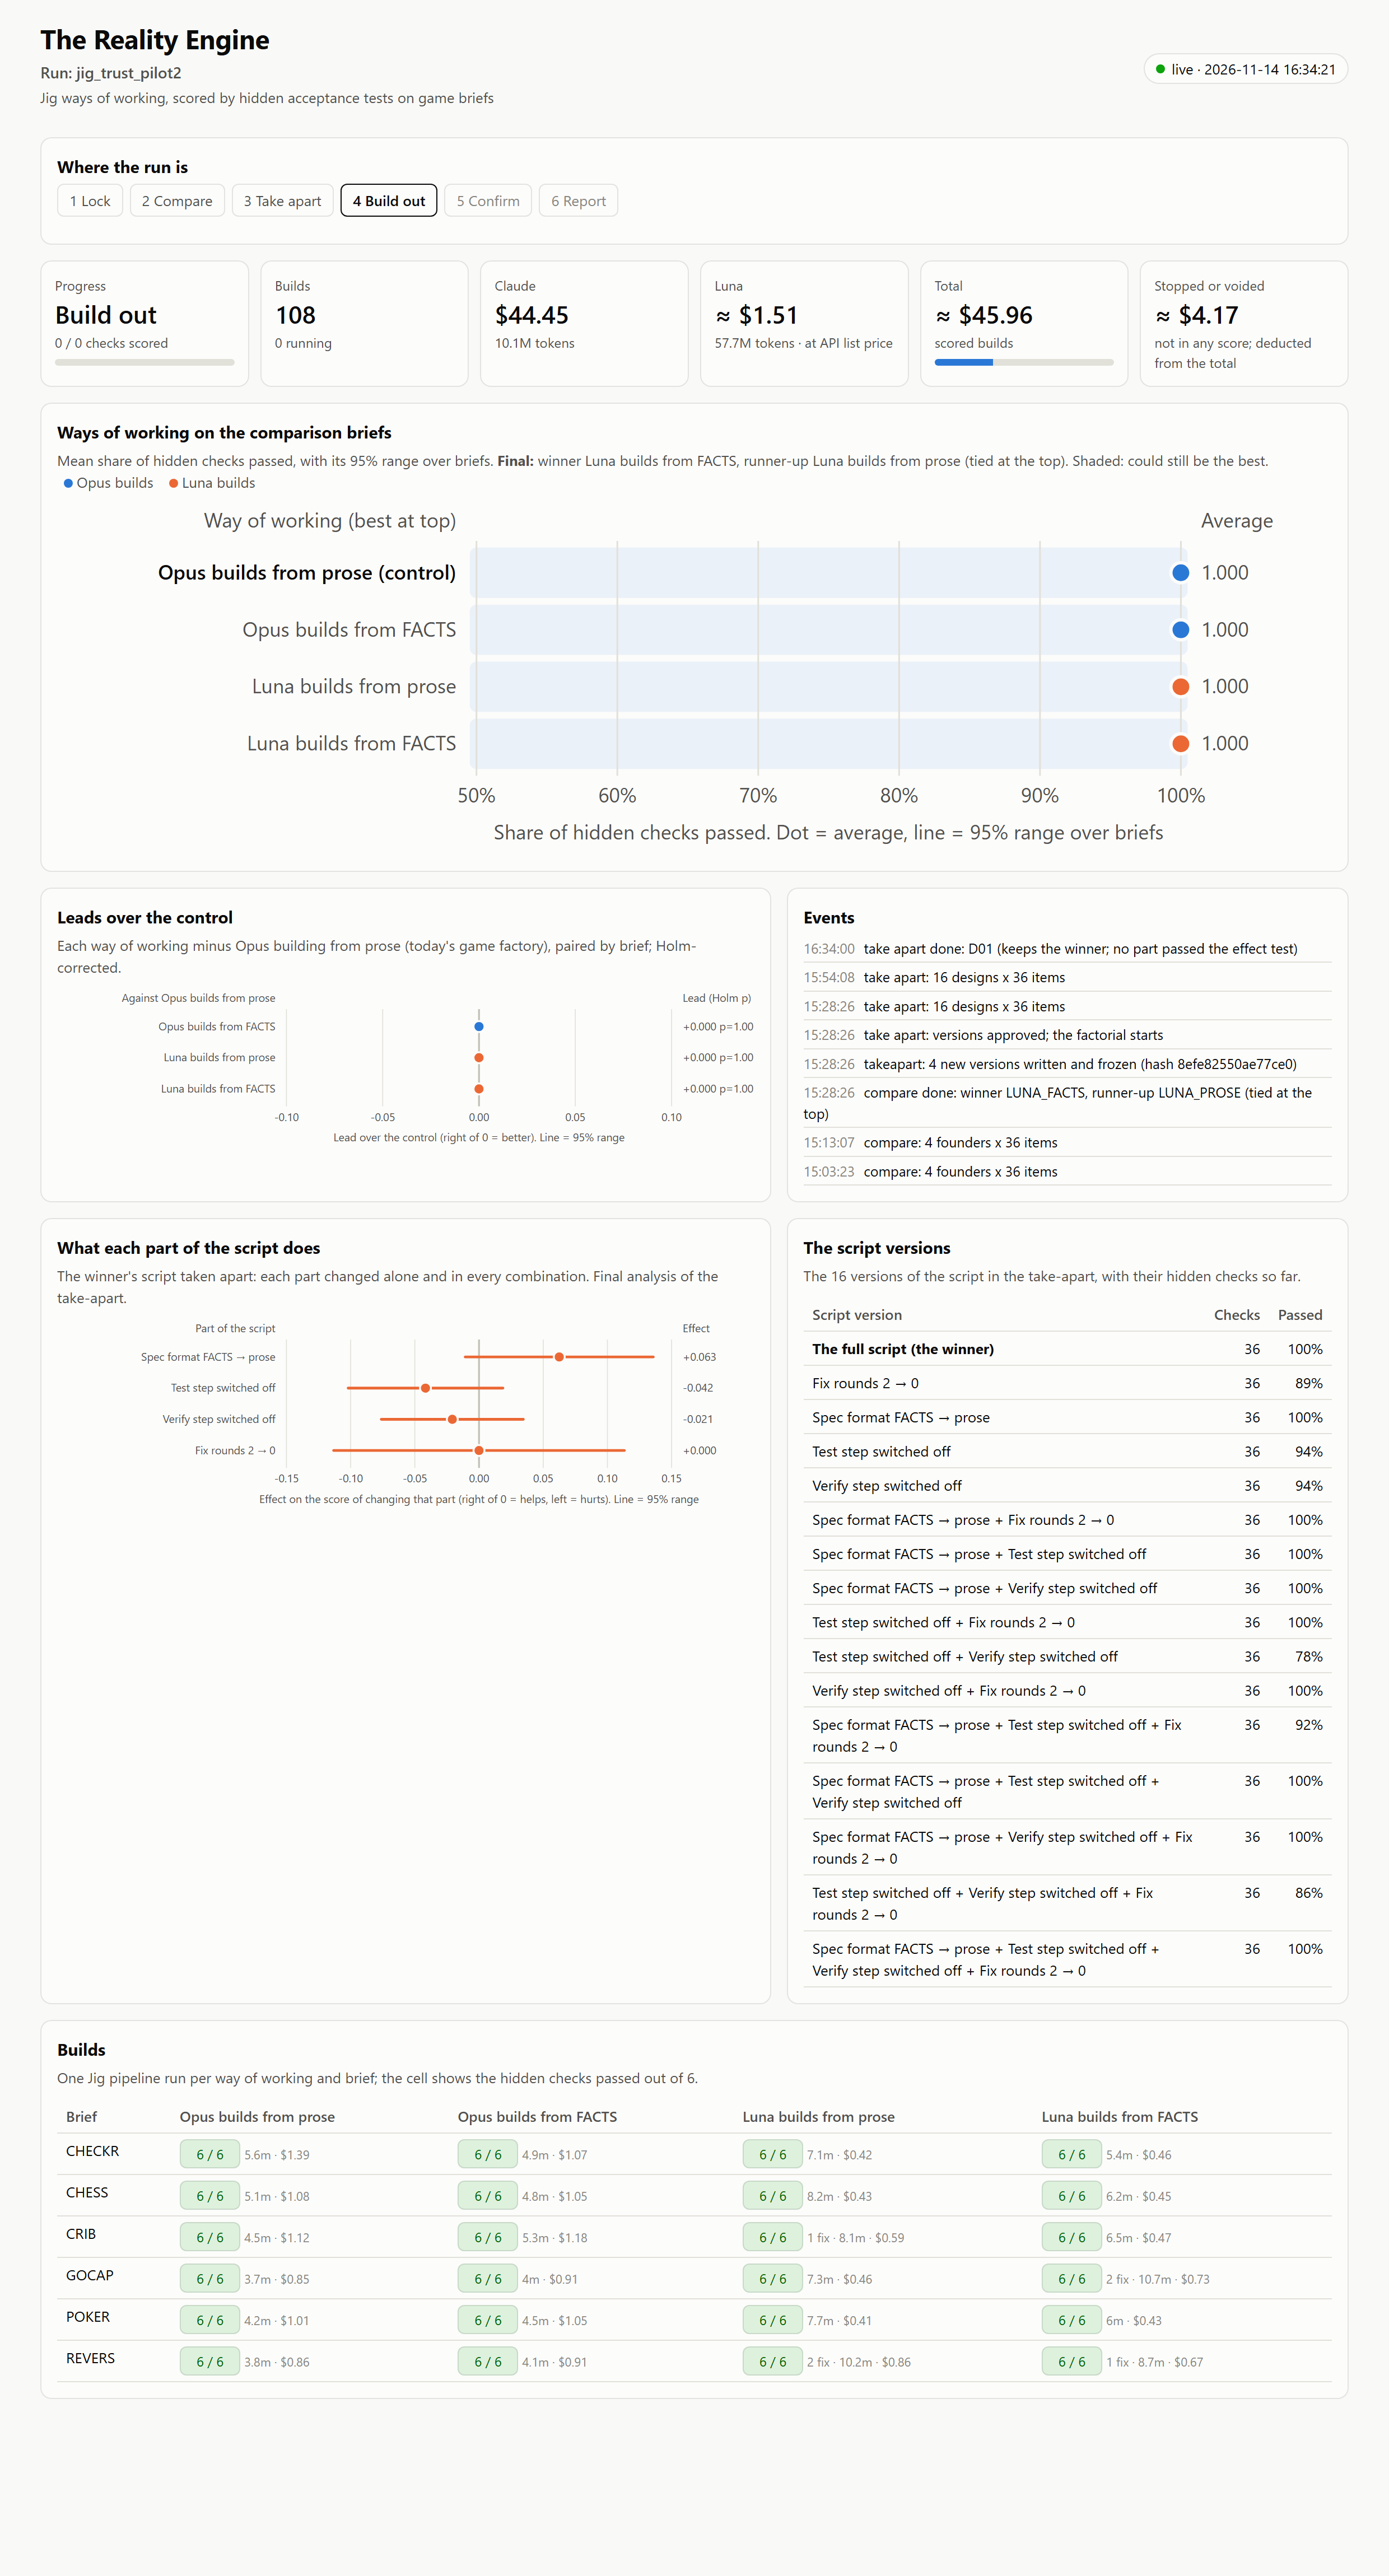 The Reality Engine
Run: jig_trust_pilot2
Jig ways of working, scored by hidden acceptance tests on game briefs
live · 2026-11-14 16:34:21
Where the run is
1 Lock
2 Compare
3 Take apart
4 Build out
5 Confirm
6 Report
Progress
Build out
0 / 0 checks scored
Builds
108
0 running
Claude
$44.45
10.1M tokens
Luna
≈ $1.51
57.7M tokens · at API list price
Total
≈ $45.96
scored builds
Stopped or voided
≈ $4.17
not in any score; deducted
from the total
Ways of working on the comparison briefs
Mean share of hidden checks passed, with its 95% range over briefs. Final: winner Luna builds from FACTS, runner-up Luna builds from prose (tied at the top). Shaded: could still be the best.
Opus builds Luna builds
Way of working (best at top) Average
Opus builds from prose (control) 1.000
Opus builds from FACTS 1.000
Luna builds from prose 1.000
Luna builds from FACTS 1.000
50% 60% 70% 80% 90% 100%
Share of hidden checks passed. Dot = average, line = 95% range over briefs
Leads over the control
Each way of working minus Opus building from prose (today's game factory), paired by brief; Holm-
corrected.
Against Opus builds from prose Lead (Holm p)
Opus builds from FACTS +0.000 p=1.00
Luna builds from prose +0.000 p=1.00
Luna builds from FACTS +0.000 p=1.00
-0.10 -0.05 0.00 0.05 0.10
Lead over the control (right of 0 = better). Line = 95% range
Events
16:34:00 take apart done: D01 (keeps the winner; no part passed the effect test)
15:54:08 take apart: 16 designs x 36 items
15:28:26 take apart: 16 designs x 36 items
15:28:26 take apart: versions approved; the factorial starts
15:28:26 takeapart: 4 new versions written and frozen (hash 8efe82550ae77ce0)
15:28:26 compare done: winner LUNA_FACTS, runner-up LUNA_PROSE (tied at the
top)
15:13:07 compare: 4 founders x 36 items
15:03:23 compare: 4 founders x 36 items
What each part of the script does
The winner's script taken apart: each part changed alone and in every combination. Final analysis of the
take-apart.
Part of the script Effect
Spec format FACTS → prose +0.063
Test step switched off -0.042
Verify step switched off -0.021
Fix rounds 2 → 0 +0.000
-0.15 -0.10 -0.05 0.00 0.05 0.10 0.15
Effect on the score of changing that part (right of 0 = helps, left = hurts). Line = 95% range
The script versions
The 16 versions of the script in the take-apart, with their hidden checks so far.
Script version Checks Passed
The full script (the winner) 36 100%
Fix rounds 2 → 0 36 89%
Spec format FACTS → prose 36 100%
Test step switched off 36 94%
Verify step switched off 36 94%
Spec format FACTS → prose + Fix rounds 2 → 0 36 100%
Spec format FACTS → prose + Test step switched off 36 100%
Spec format FACTS → prose + Verify step switched off 36 100%
Test step switched off + Fix rounds 2 → 0 36 100%
Test step switched off + Verify step switched off 36 78%
Verify step switched off + Fix rounds 2 → 0 36 100%
Spec format FACTS → prose + Test step switched off + Fix 36 92%
rounds 2 → 0
Spec format FACTS → prose + Test step switched off + 36 100%
Verify step switched off
Spec format FACTS → prose + Verify step switched off + Fix 36 100%
rounds 2 → 0
Test step switched off + Verify step switched off + Fix 36 86%
rounds 2 → 0
Spec format FACTS → prose + Test step switched off + 36 100%
Verify step switched off + Fix rounds 2 → 0
Builds
One Jig pipeline run per way of working and brief; the cell shows the hidden checks passed out of 6.
Brief Opus builds from prose Opus builds from FACTS Luna builds from prose Luna builds from FACTS
CHECKR 6 / 6 5.6m · $1.39 6 / 6 4.9m · $1.07 6 / 6 7.1m · $0.42 6 / 6 5.4m · $0.46
CHESS 6 / 6 5.1m · $1.08 6 / 6 4.8m · $1.05 6 / 6 8.2m · $0.43 6 / 6 6.2m · $0.45
CRIB 6 / 6 4.5m · $1.12 6 / 6 5.3m · $1.18 6 / 6 1 fix · 8.1m · $0.59 6 / 6 6.5m · $0.47
GOCAP 6 / 6 3.7m · $0.85 6 / 6 4m · $0.91 6 / 6 7.3m · $0.46 6 / 6 2 fix · 10.7m · $0.73
POKER 6 / 6 4.2m · $1.01 6 / 6 4.5m · $1.05 6 / 6 7.7m · $0.41 6 / 6 6m · $0.43
REVERS 6 / 6 3.8m · $0.86 6 / 6 4.1m · $0.91 6 / 6 2 fix · 10.2m · $0.86 6 / 6 1 fix · 8.7m · $0.67